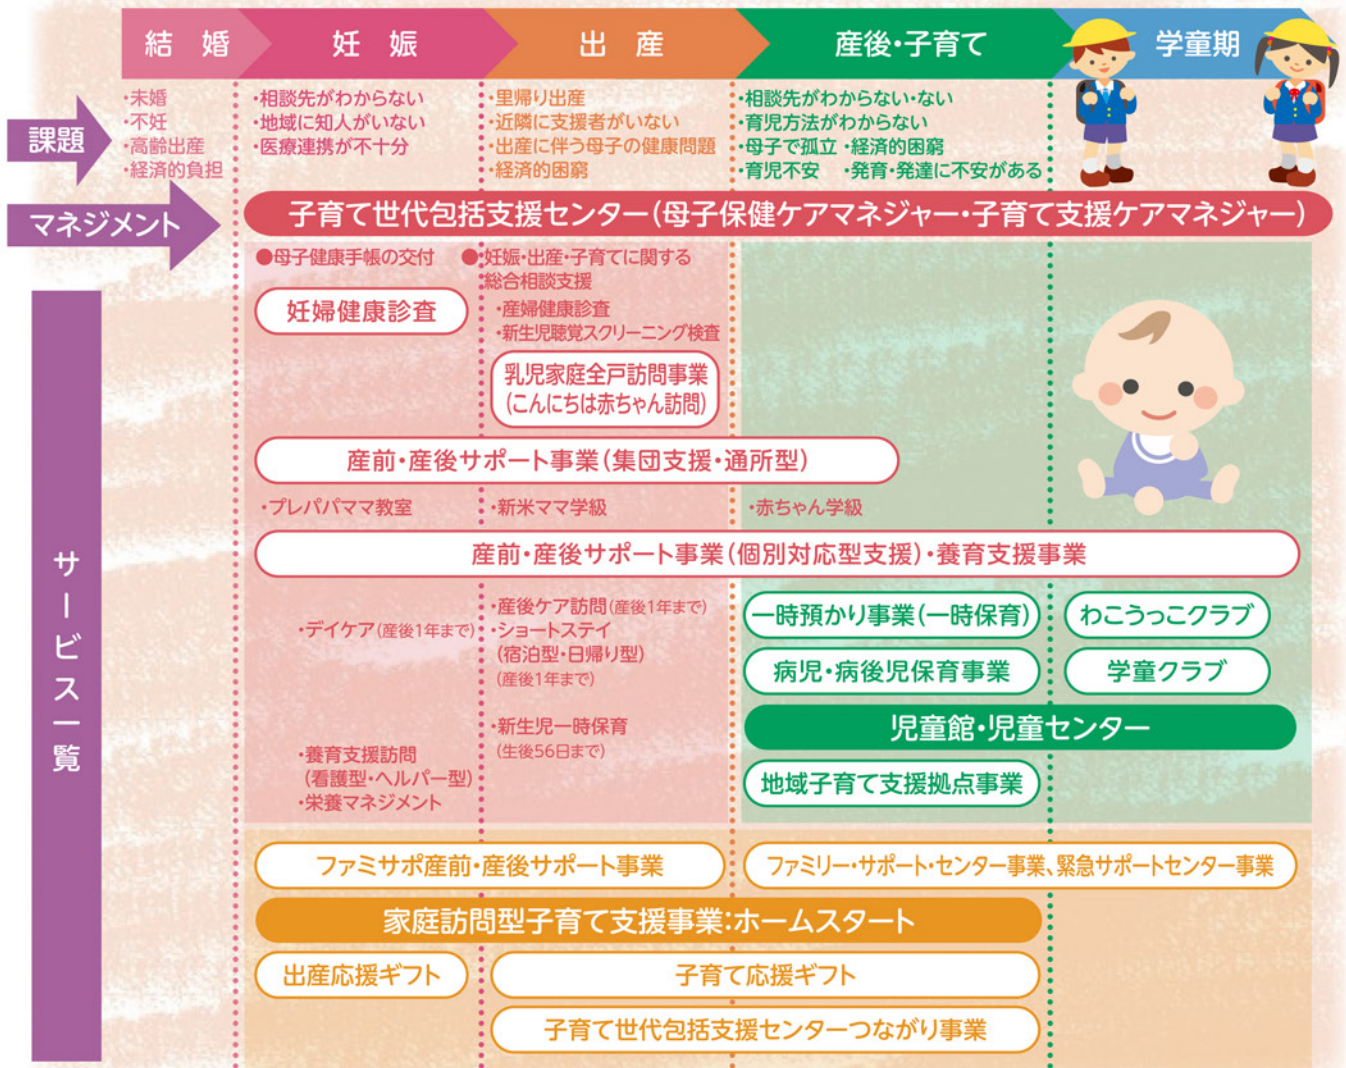 結婚
妊娠
出産
産後・子育て
学童期
課題
・未婚
・不妊
・高齢出産
・経済的負担
・相談先がわからない
・地域に知人がいない
・医療連携が不十分
・里帰り出産
・近隣に支援者がいない
・出産に伴う母子の健康問題
・経済的困窮
・相談先がわからない・ない
・育児方法がわからない
・母子で孤立 ・経済的困窮
・育児不安 ・発育・発達に不安がある
マネジメント
子育て世代包括支援センター(母子保健ケアマネジャー・子育て支援ケアマネジャー)
サービス一覧
●母子健康手帳の交付
●妊娠・出産・子育てに関する
総合相談支援
妊婦健康診査
・産婦健康診査
・新生児聴覚スクリーニング検査
乳児家庭全戸訪問事業
(こんにちは赤ちゃん訪問)
産前・産後サポート事業(集団支援・通所型)
・プレパパママ教室
・新米ママ学級
・赤ちゃん学級
産前・産後サポート事業(個別対応型支援)・養育支援事業
・デイケア(産後1年まで)
・産後ケア訪問(産後1年まで)
・ショートステイ
(宿泊型・日帰り型)
(産後1年まで)
・新生児一時保育
(生後56日まで)
・養育支援訪問
(看護型・ヘルパー型)
・栄養マネジメント
一時預かり事業(一時保育)
わこうっこクラブ
病児・病後児保育事業
学童クラブ
児童館・児童センター
地域子育て支援拠点事業
ファミサポ産前・産後サポート事業
ファミリー・サポート・センター事業、緊急サポートセンター事業
家庭訪問型子育て支援事業:ホームスタート
出産応援ギフト
子育て応援ギフト
子育て世代包括支援センターつながり事業